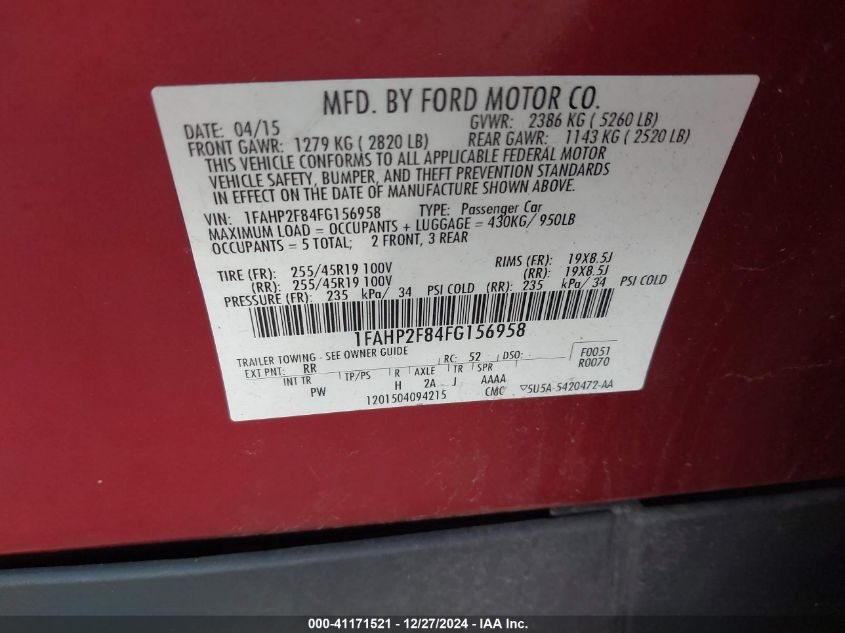 MFD. BY FORD MOTOR CO.
DATE: 04/15 GVWR: 2386 KG ( 5260 LB)
FRONT GAWR: 1279 KG ( 2820 LB) REAR GAWR: 1143 KG ( 2520 LB)
THIS VEHICLE CONFORMS TO ALL APPLICABLE FEDERAL MOTOR
VEHICLE SAFETY, BUMPER, AND THEFT PREVENTION STANDARDS
IN EFFECT ON THE DATE OF MANUFACTURE SHOWN ABOVE.
VIN: 1FAHP2F84FG156958 TYPE: Passenger Car
MAXIMUM LOAD = OCCUPANTS + LUGGAGE = 430KG/ 950LB
OCCUPANTS = 5 TOTAL; 2 FRONT, 3 REAR
TIRE (FR): 255/45R19 100V RIMS (FR): 19X8.5J
(RR): 255/45R19 100V (RR): 19X8.5J
PRESSURE (FR): 235 kPa/ 34 PSI COLD (RR): 235 kPa/ 34 PSI COLD
1FAHP2F84FG156958
TRAILER TOWING - SEE OWNER GUIDE
EXT PNT: RR RC: 52 DSO: F0051
R0070
INT TR TP/PS R AXLE TR SPR
PW H 2A J AAAA
1201504094215 CMC ▽5U5A-5420472-AA
000-41171521 - 12/27/2024 - IAA Inc.